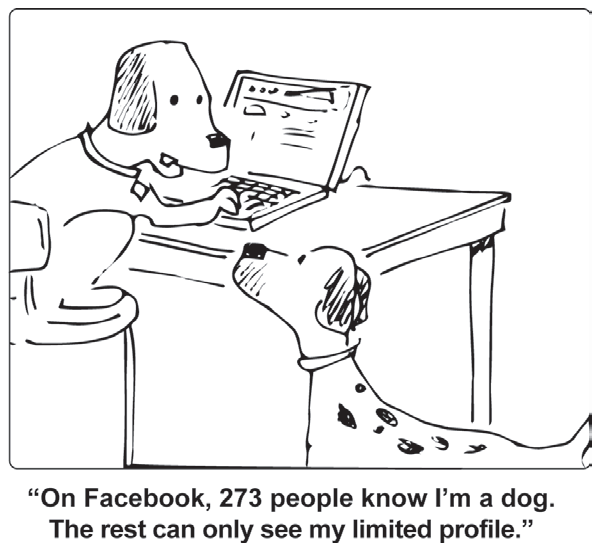 “On Facebook, 273 people know I’m a dog.
The rest can only see my limited profile.”